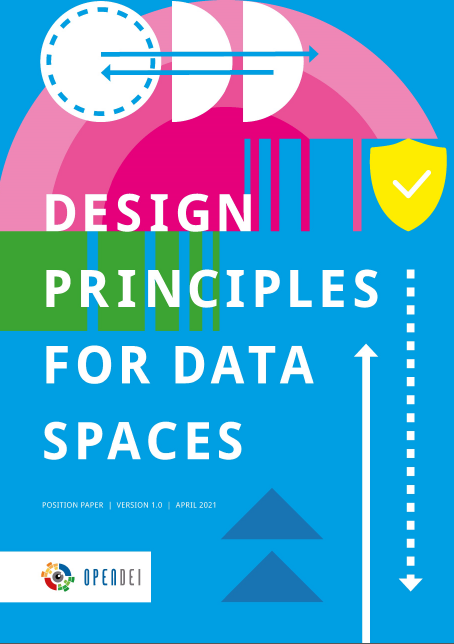 DESIGN
PRINCIPLES
FOR DATA
SPACES
POSITION PAPER | VERSION 1.0 | APRIL 2021
OPENDEI